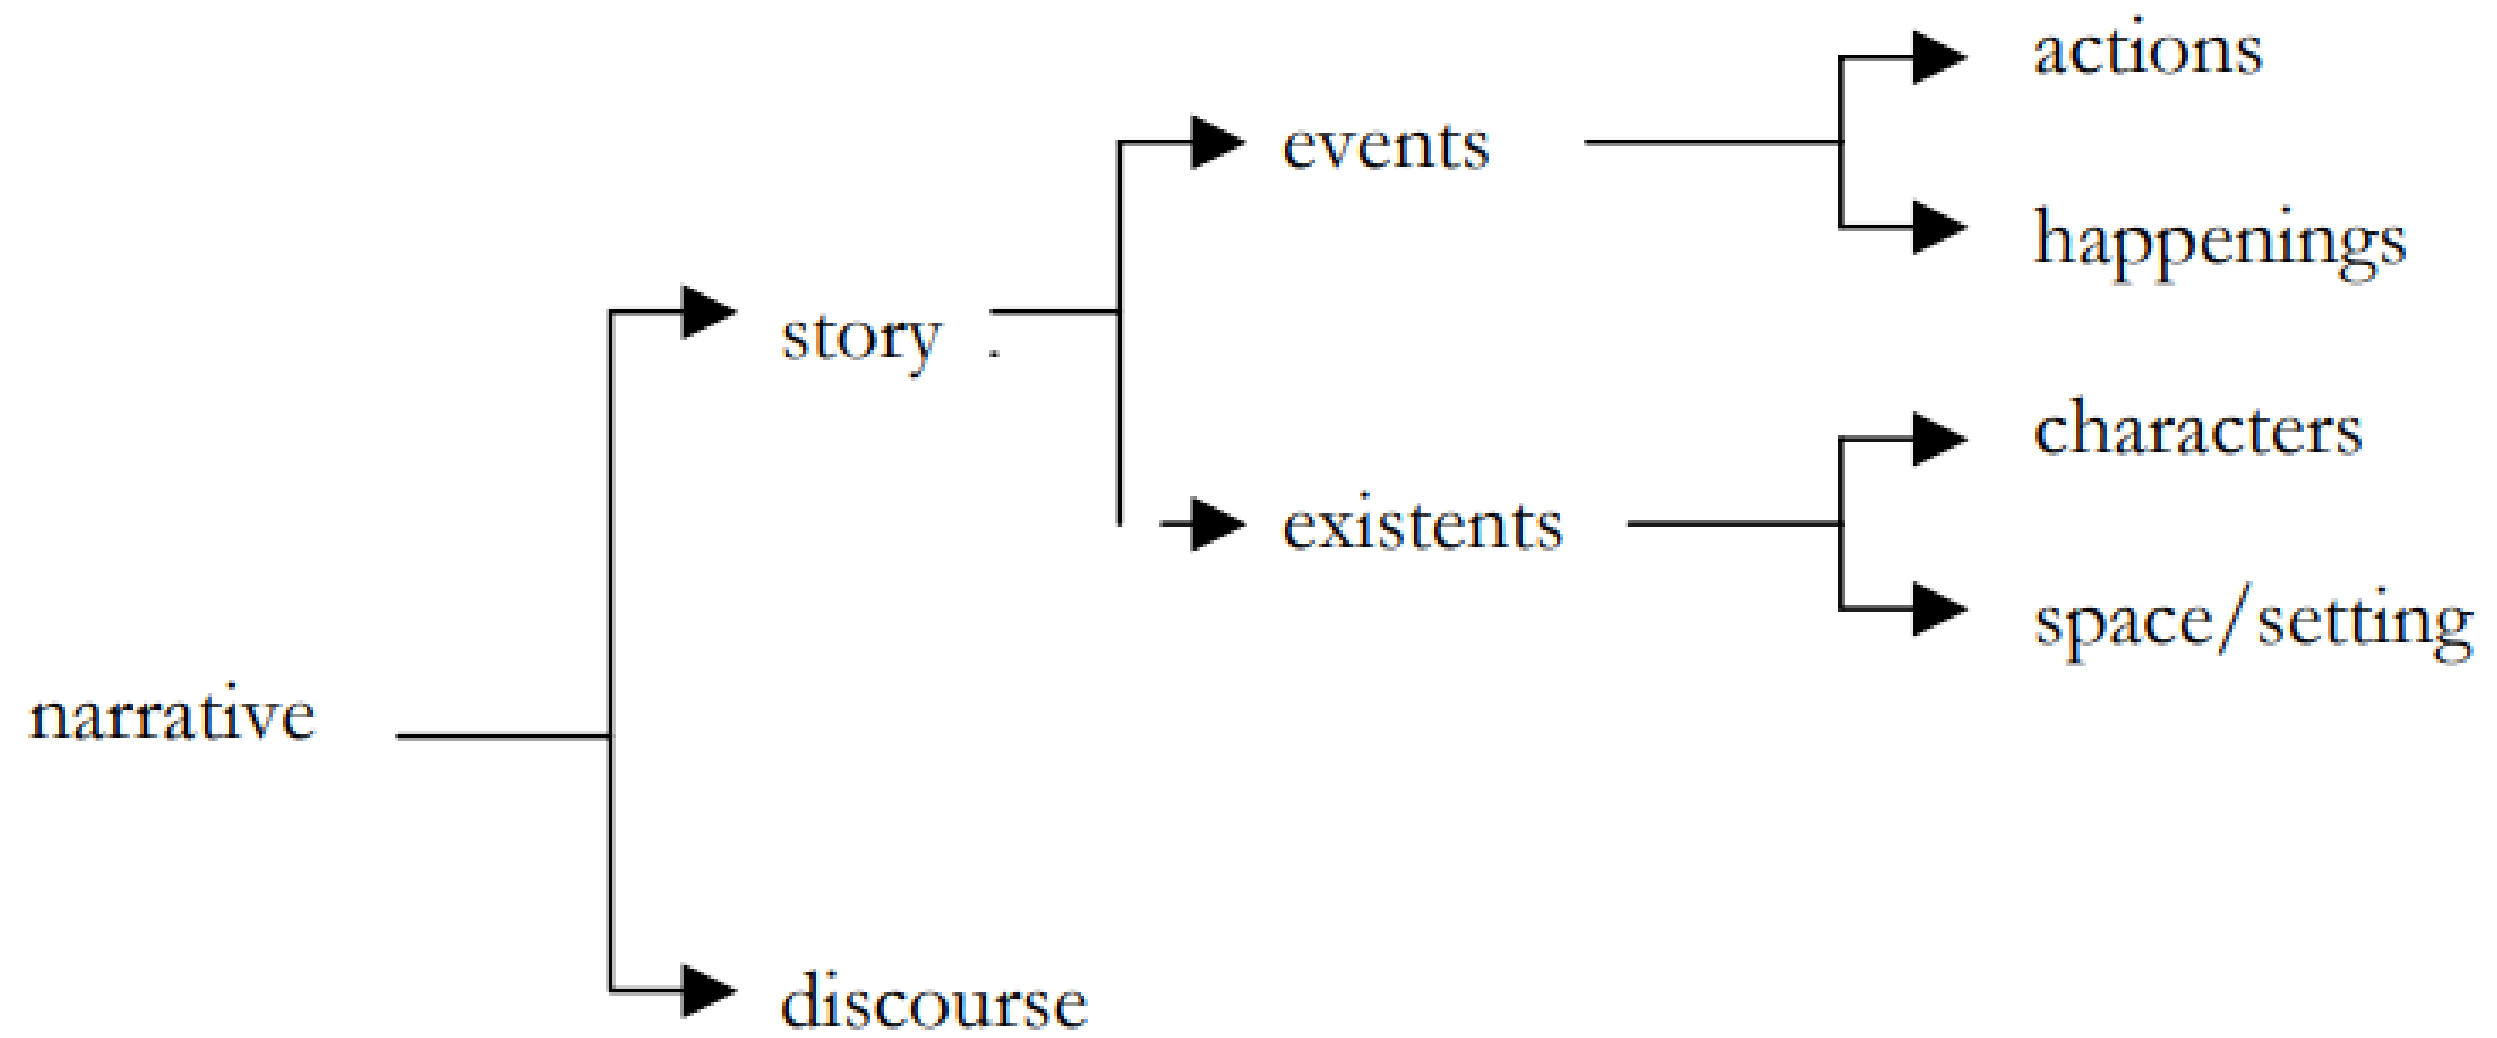 actions
events
happenings
story .
characters
existents
space/setting
narrative
discourse